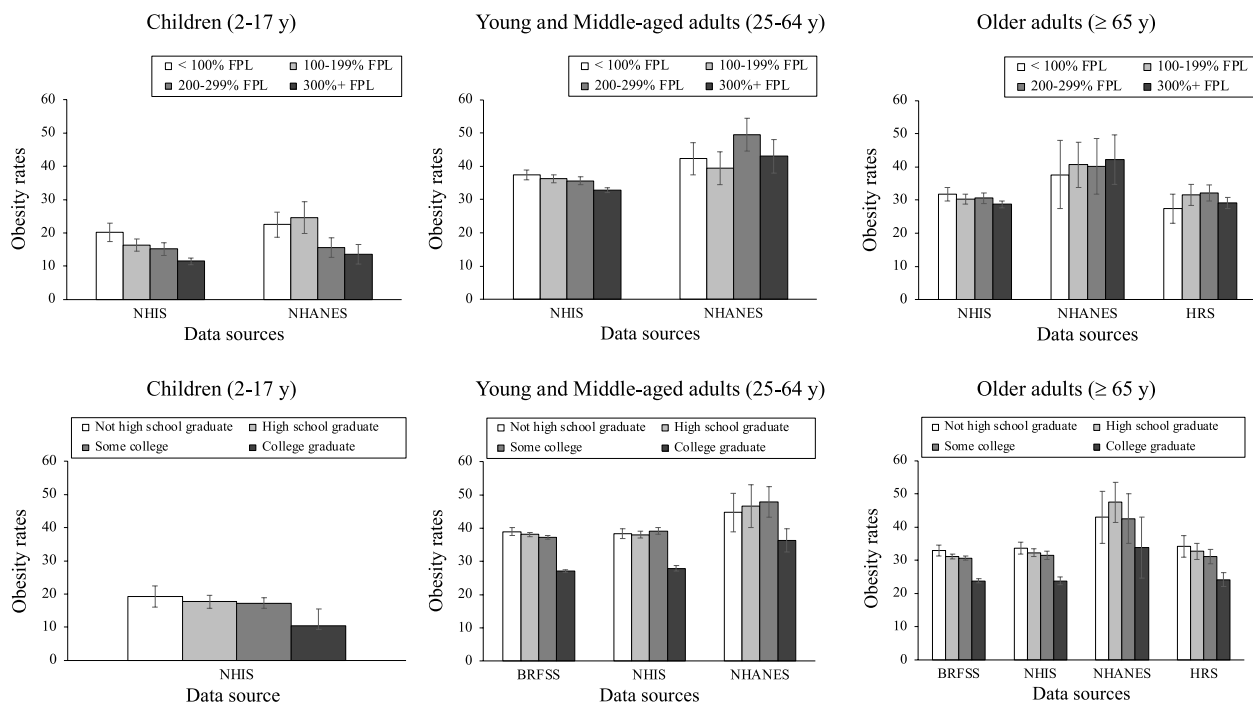 Children (2-17 y)
< 100% FPL
100-199% FPL
200-299% FPL
300%+ FPL
Obesity rates
60
50
40
30
20
10
0
NHIS
NHANES
Data sources
Young and Middle-aged adults (25-64 y)
< 100% FPL
100-199% FPL
200-299% FPL
300%+ FPL
Obesity rates
60
50
40
30
20
10
0
NHIS
NHANES
Data sources
Older adults (≥ 65 y)
< 100% FPL
100-199% FPL
200-299% FPL
300%+ FPL
Obesity rates
60
50
40
30
20
10
0
NHIS
NHANES
HRS
Data sources
Children (2-17 y)
Not high school graduate
High school graduate
Some college
College graduate
Obesity rates
60
50
40
30
20
10
0
NHIS
Data source
Young and Middle-aged adults (25-64 y)
Not high school graduate
High school graduate
Some college
College graduate
Obesity rates
60
50
40
30
20
10
0
BRFSS
NHIS
NHANES
Data sources
Older adults (≥ 65 y)
Not high school graduate
High school graduate
Some college
College graduate
Obesity rates
60
50
40
30
20
10
0
BRFSS
NHIS
NHANES
HRS
Data sources